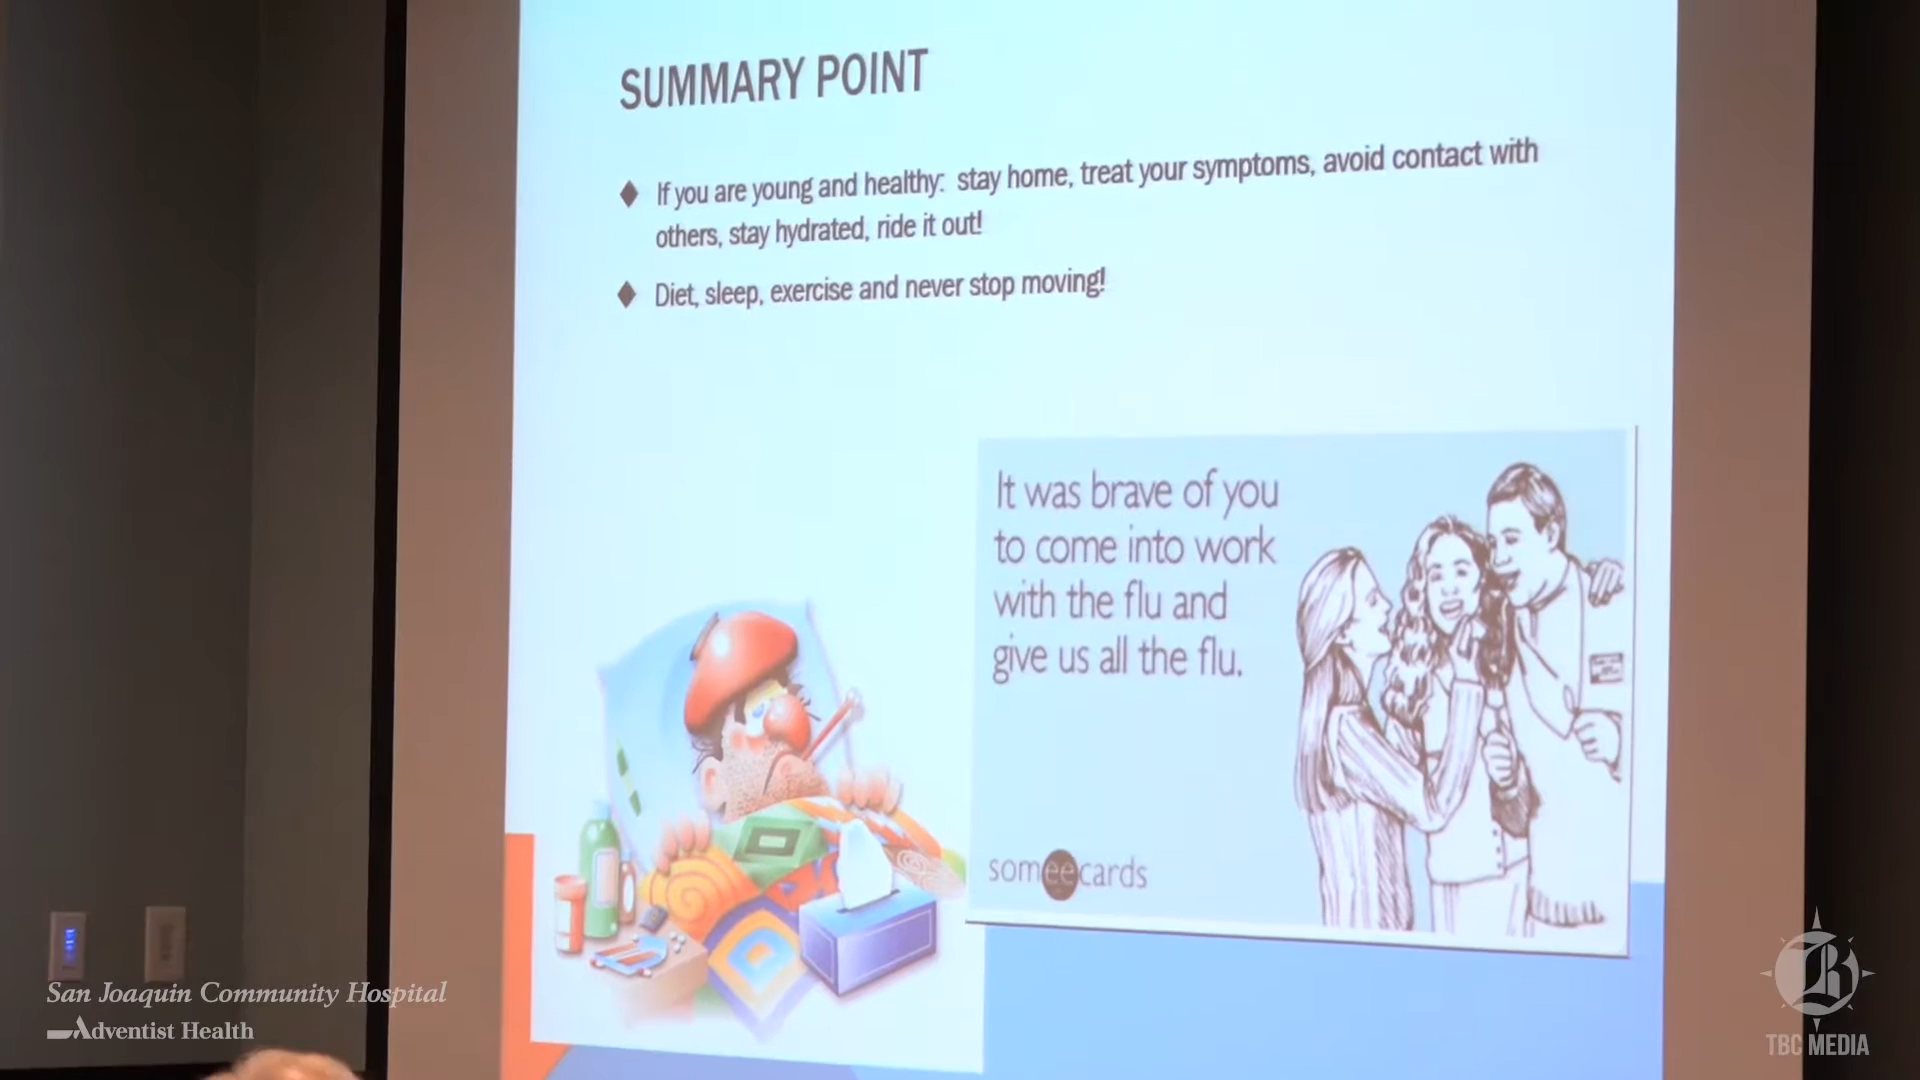 SUMMARY POINT
♦ If you are young and healthy: stay home, treat your symptoms, avoid contact with
others, stay hydrated, ride it out!
♦ Diet, sleep, exercise and never stop moving!
It was brave of you
to come into work
with the flu and
give us all the flu.
someecards
San Joaquin Community Hospital
Adventist Health
TBC MEDIA